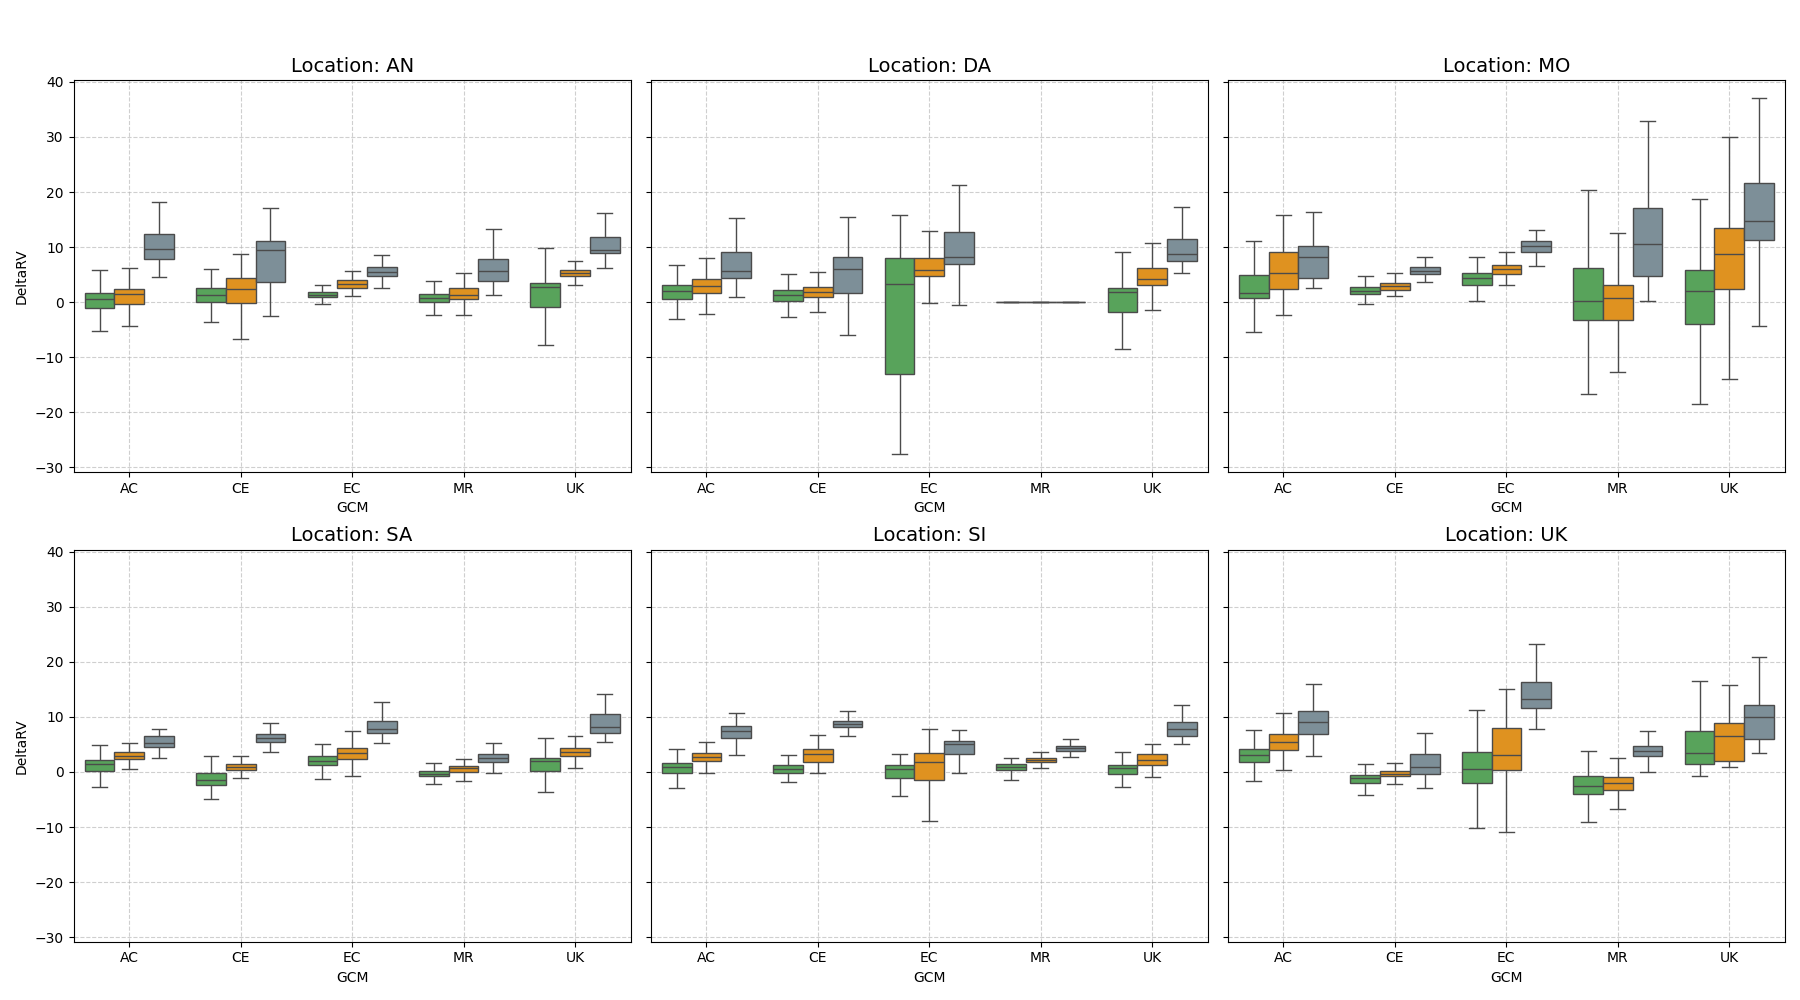 Location: AN
Location: DA
Location: MO
40
30
20
10
0
−10
−20
−30
DeltaRV
AC CE EC MR UK
GCM
AC CE EC MR UK
GCM
AC CE EC MR UK
GCM
Location: SA
Location: SI
Location: UK
40
30
20
10
0
−10
−20
−30
DeltaRV
AC CE EC MR UK
GCM
AC CE EC MR UK
GCM
AC CE EC MR UK
GCM